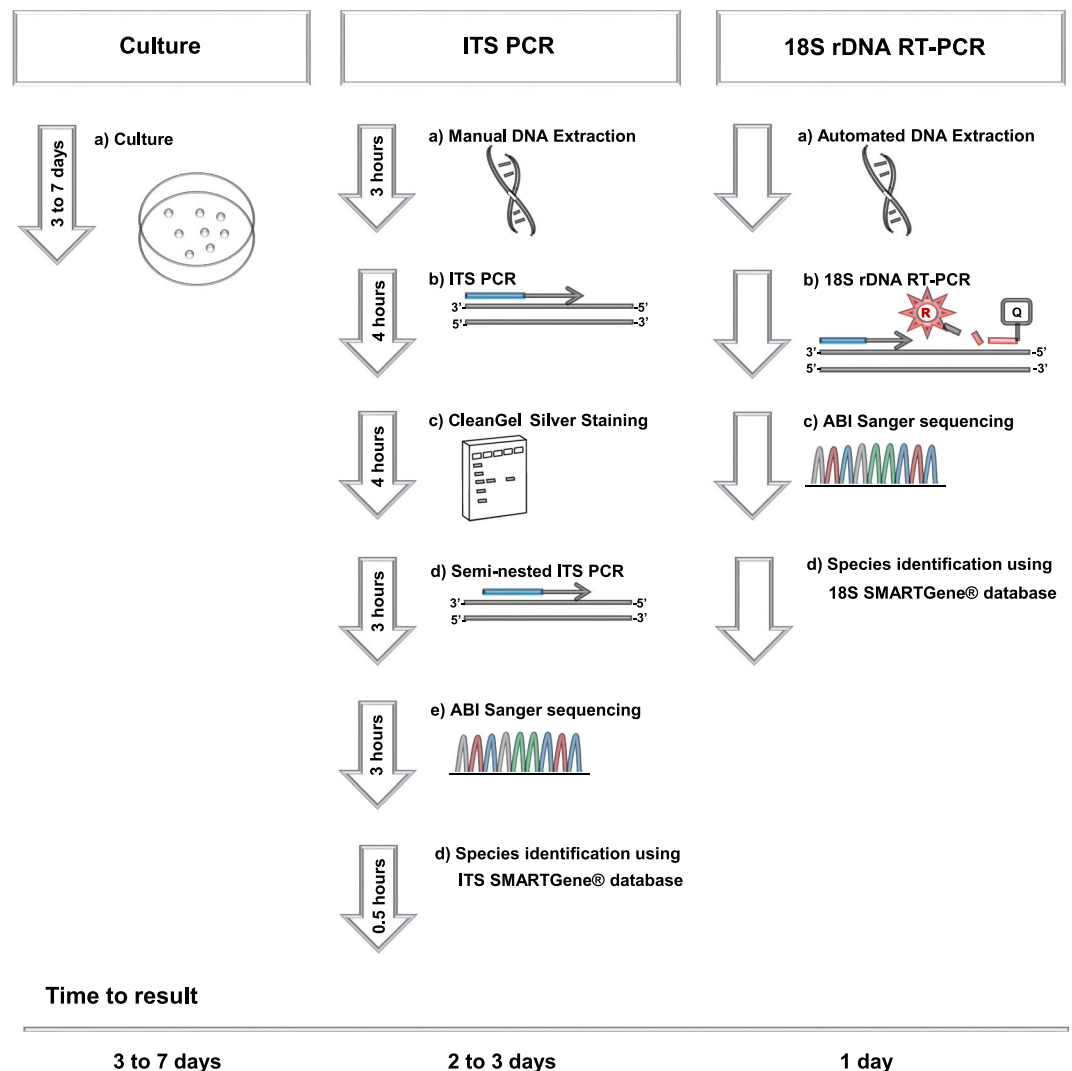 Culture
ITS PCR
18S rDNA RT-PCR
3 to 7 days
a) Culture
3 hours
a) Manual DNA Extraction
a) Automated DNA Extraction
4 hours
b) ITS PCR
3'- -5'
5'- -3'
b) 18S rDNA RT-PCR
R
Q
3'- -5'
5'- -3'
4 hours
c) CleanGel Silver Staining
c) ABI Sanger sequencing
3 hours
d) Semi-nested ITS PCR
3'- -5'
5'- -3'
d) Species identification using
18S SMARTGene® database
3 hours
e) ABI Sanger sequencing
0.5 hours
d) Species identification using
ITS SMARTGene® database
Time to result
3 to 7 days
2 to 3 days
1 day